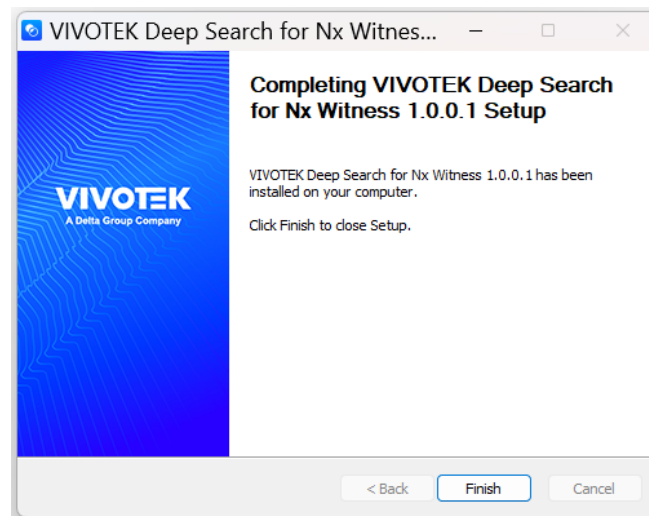 VIVOTEK Deep Search for Nx Witnes...
Completing VIVOTEK Deep Search
for Nx Witness 1.0.0.1 Setup
VIVOTEK Deep Search for Nx Witness 1.0.0.1 has been
installed on your computer.
Click Finish to close Setup.
VIVOTEK
A Delta Group Company
< Back
Finish
Cancel